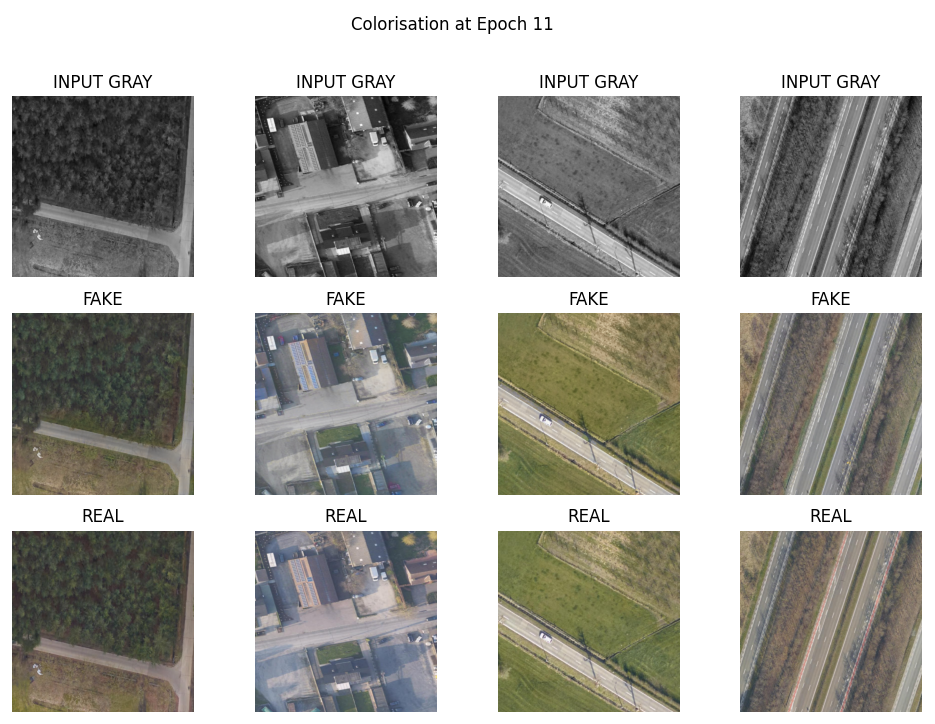 Colorisation at Epoch 11
INPUT GRAY INPUT GRAY INPUT GRAY INPUT GRAY
FAKE FAKE FAKE FAKE
REAL REAL REAL REAL